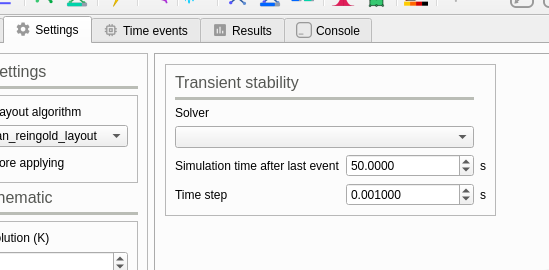 Settings
Time events
Results
Console
ettings
ayout algorithm
an_reingold_layout
ore applying
nematic
olution (K)
Transient stability
Solver
Simulation time after last event 50.0000 s
Time step 0.001000 s